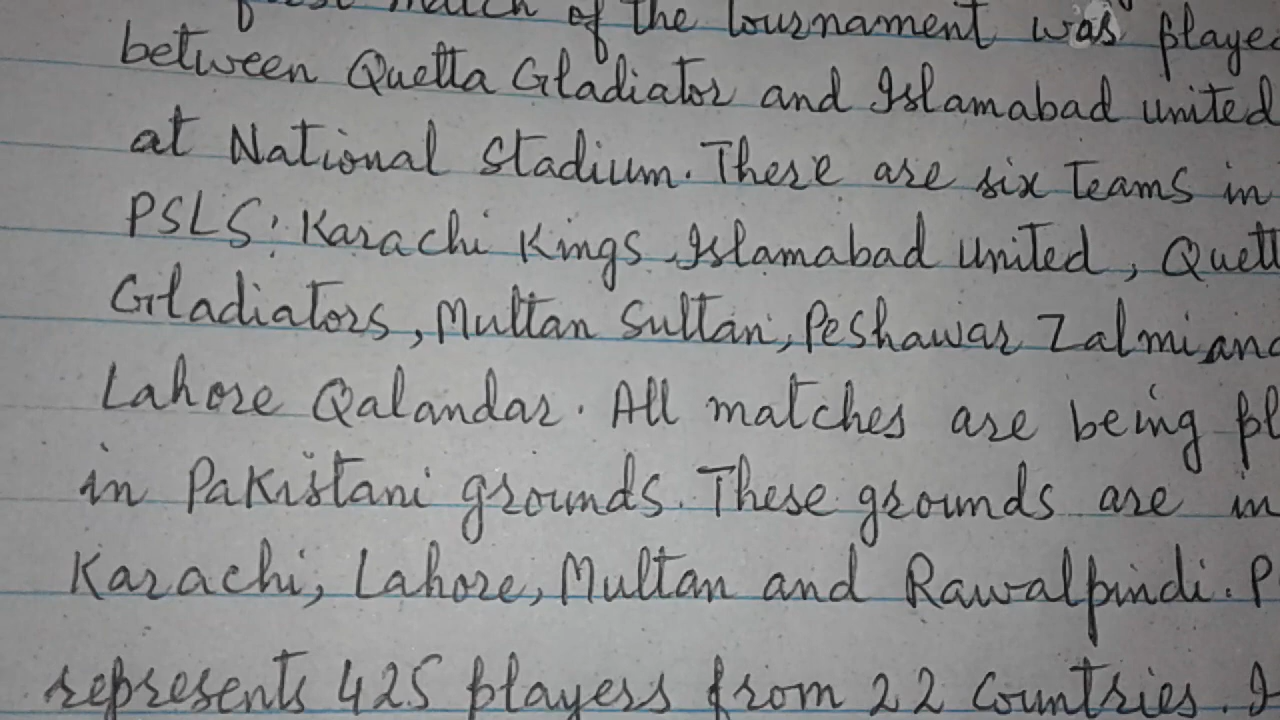 match of the tournament was playe
between Quetta Gladiator and Islamabad united
at National Stadium. There are six Teams in
PSL5: Karachi Kings, Islamabad united, Quett
Gladiators, Multan Sultan, Peshawar Zalmi and
Lahore Qalandar. All matches are being pl
in Pakistani grounds. These grounds are in
Karachi, Lahore, Multan and Rawalpindi. P
represents 425 players from 22 Countries. I